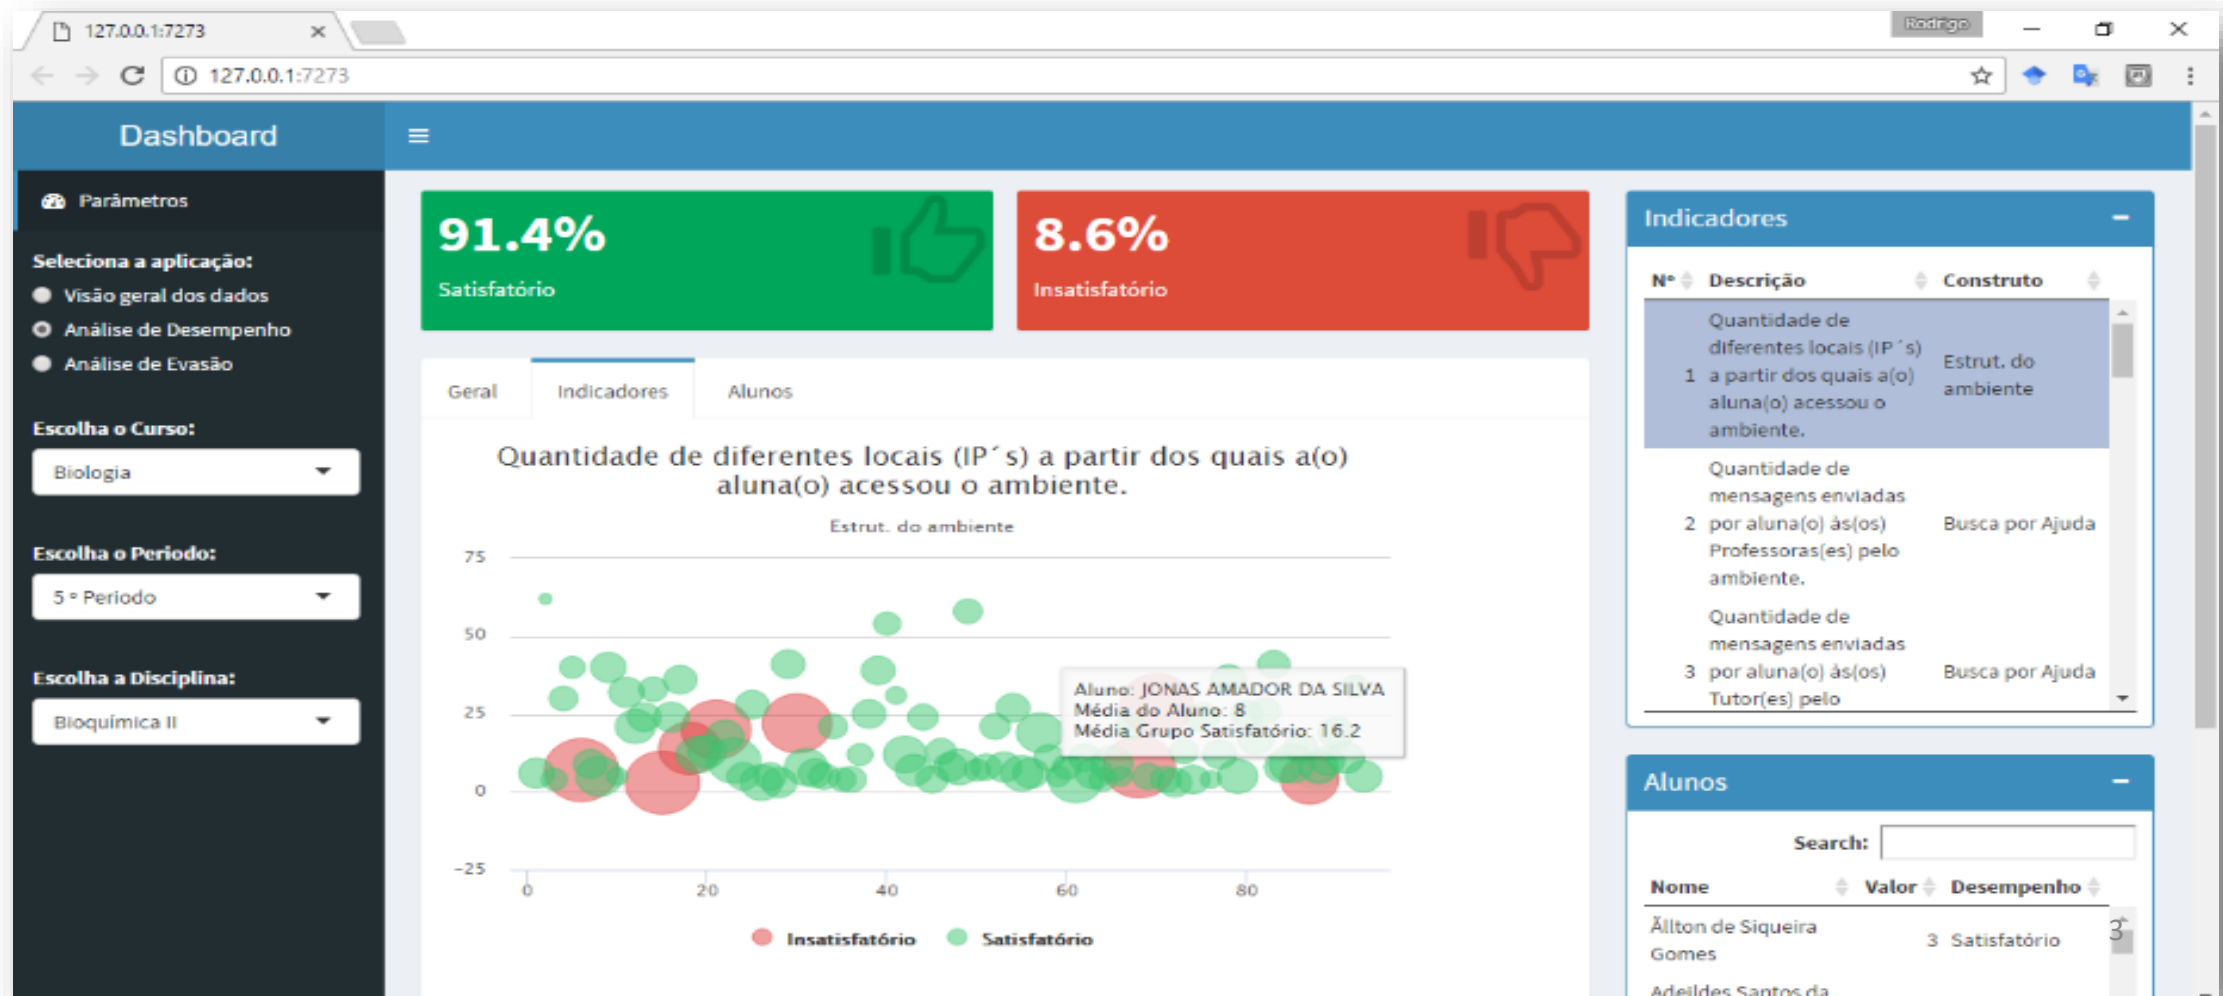 127.0.0.1:7273
Rodrigo
127.0.0.1:7273
Dashboard
Parâmetros
Seleciona a aplicação:
Visão geral dos dados
Análise de Desempenho
Análise de Evasão
Escolha o Curso:
Biologia
Escolha o Periodo:
5 º Periodo
Escolha a Disciplina:
Bioquímica II
91.4%
Satisfatório
8.6%
Insatisfatório
Geral
Indicadores
Alunos
Quantidade de diferentes locais (IP´s) a partir dos quais a(o)
aluna(o) acessou o ambiente.
Estrut. do ambiente
75
50
25
0
-25
0
20
40
60
80
Aluno: JONAS AMADOR DA SILVA
Média do Aluno: 8
Média Grupo Satisfatório: 16.2
Insatisfatório
Satisfatório
Indicadores
Nº Descrição Construto
Quantidade de
diferentes locais (IP´s)
1 a partir dos quais a(o) Estrut. do
aluna(o) acessou o ambiente
ambiente.
Quantidade de
mensagens enviadas
2 por aluna(o) às(os) Busca por Ajuda
Professoras(es) pelo
ambiente.
Quantidade de
mensagens enviadas
3 por aluna(o) às(os) Busca por Ajuda
Tutor(es) pelo
Alunos
Search:
Nome Valor Desempenho
Ãllton de Siqueira
Gomes
3 Satisfatório
3
Adeildes Santos da